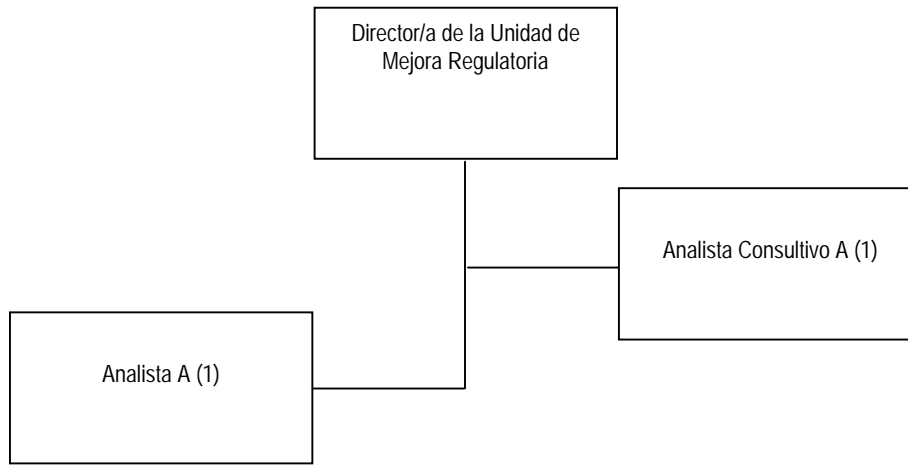 Director/a de la Unidad de
Mejora Regulatoria
Analista Consultivo A (1)
Analista A (1)